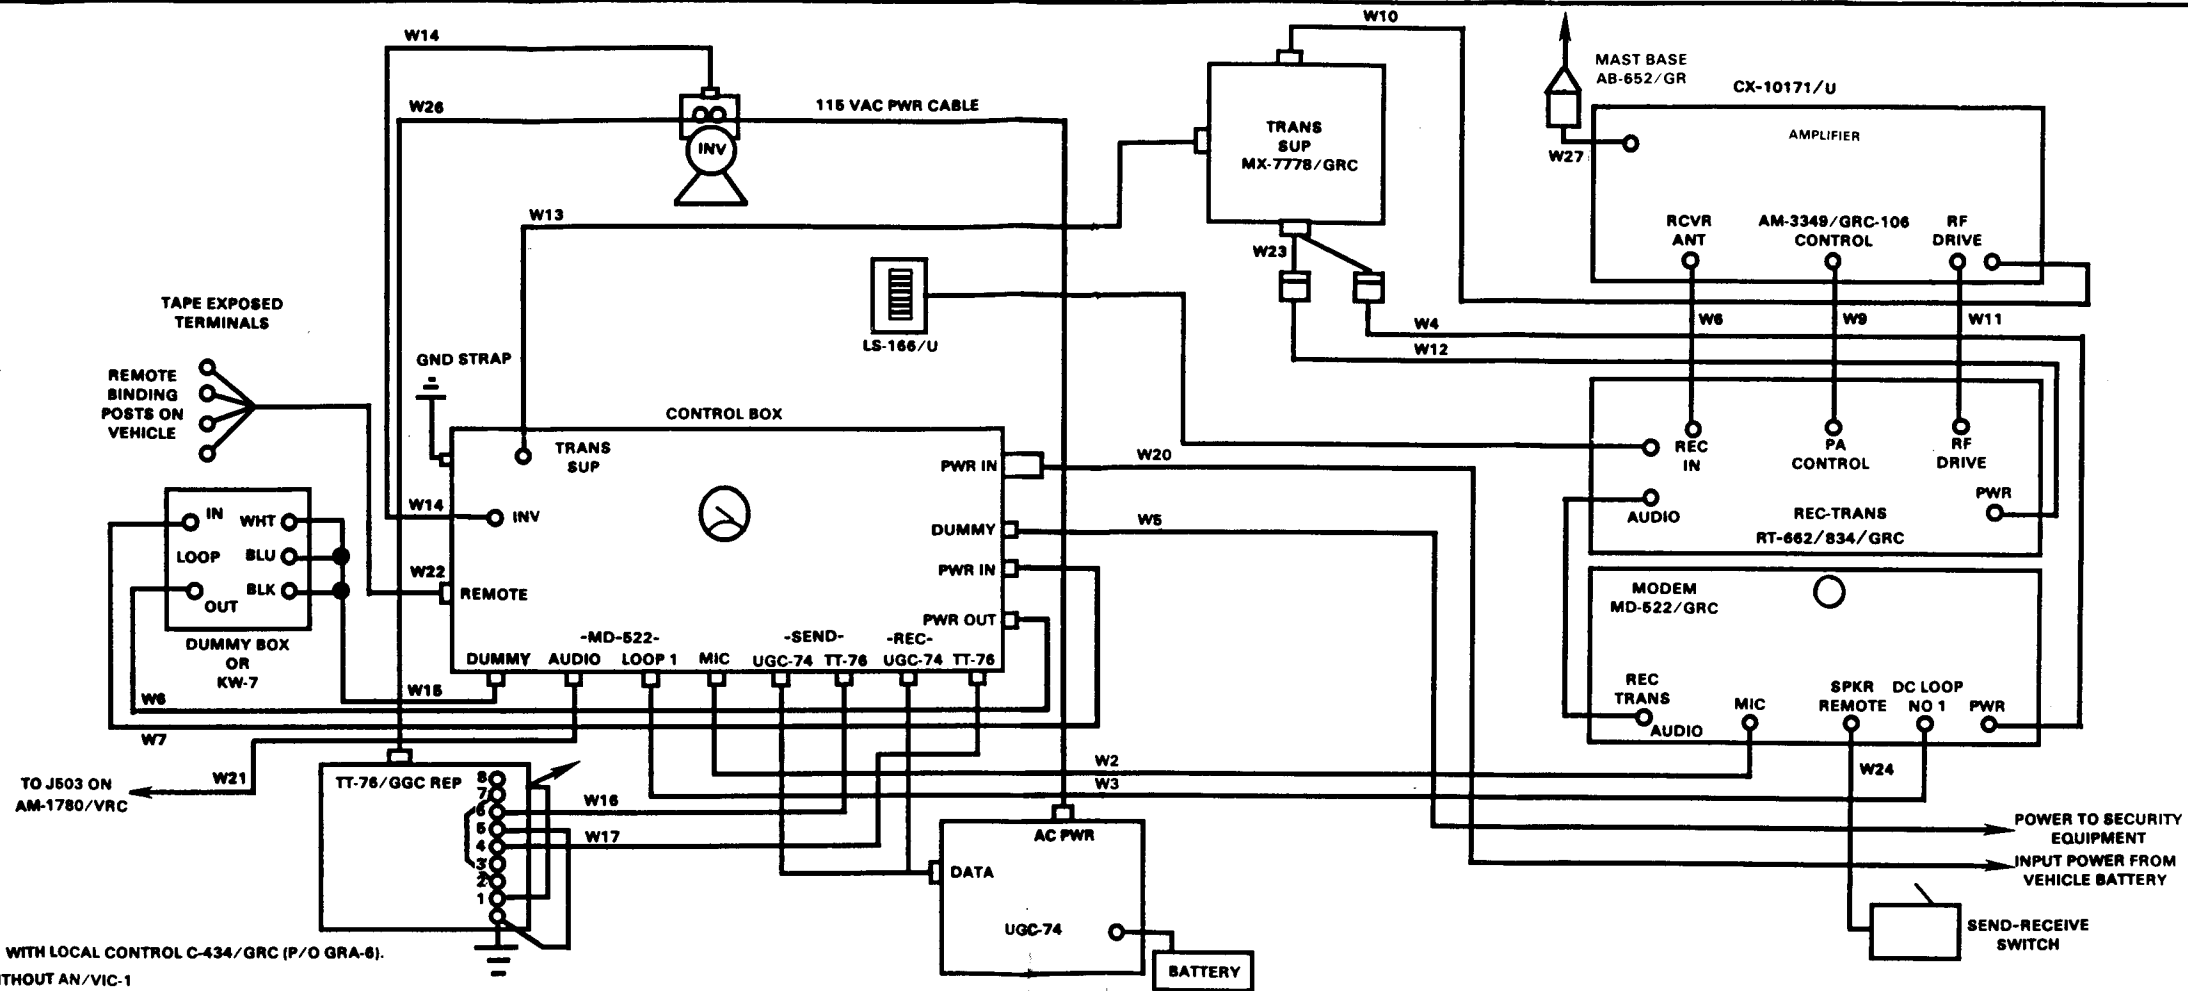 W10
W14
MAST BASE
AB-652/GR
CX-10171/U
W26
115 VAC PWR CABLE
INV
TRANS
SUP
MX-7778/GRC
AMPLIFIER
W27
W13
RCVR
ANT
AM-3349/GRC-106
CONTROL
RF
DRIVE
W23
TAPE EXPOSED
TERMINALS
LS-166/U
W4
W12
W6
W9
W11
GND STRAP
REMOTE
BINDING
POSTS ON
VEHICLE
CONTROL BOX
TRANS
SUP
PWR IN
W20
REC
IN
PA
CONTROL
RF
DRIVE
PWR
AUDIO
REC-TRANS
RT-662/834/GRC
W14
INV
DUMMY
W5
IN
WHT
LOOP
BLU
BLK
OUT
DUMMY BOX
OR
KW-7
W22
REMOTE
PWR IN
PWR OUT
MODEM
MD-522/GRC
-MD-522-
-SEND-
-REC-
DUMMY
AUDIO
LOOP 1
MIC
UGC-74
TT-76
UGC-74
TT-76
W15
W6
W7
REC
TRANS
AUDIO
MIC
SPKR
REMOTE
DC LOOP
NO 1
PWR
TO J503 ON
AM-1780/VRC
W21
W2
W3
W24
TT-76/GGC REP
8
7
6
5
4
3
2
1
W16
W17
AC PWR
DATA
UGC-74
BATTERY
POWER TO SECURITY
EQUIPMENT
INPUT POWER FROM
VEHICLE BATTERY
SEND-RECEIVE
SWITCH
WITH LOCAL CONTROL C-434/GRC (P/O GRA-6).
ITHOUT AN/VIC-1